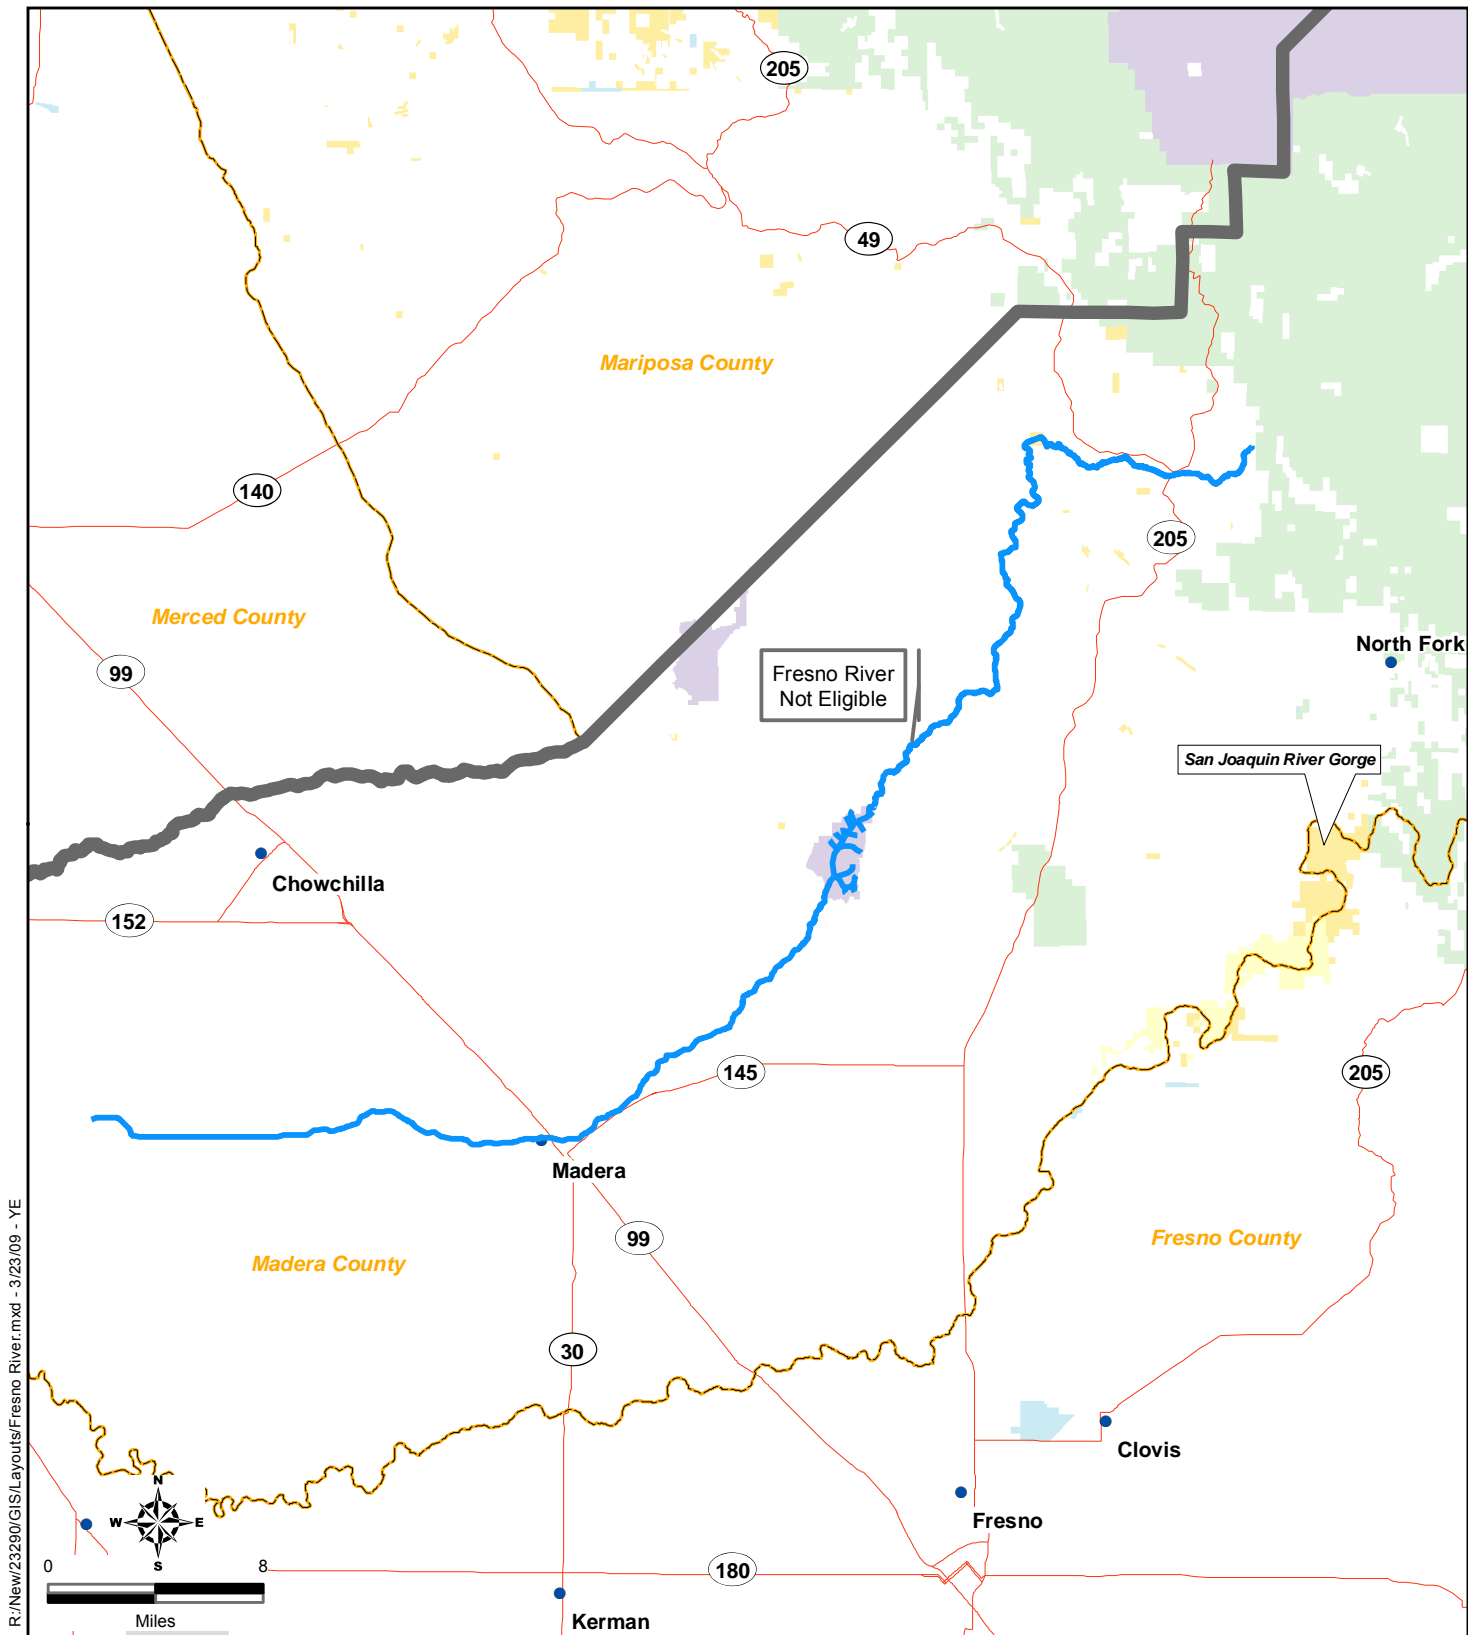 205
49
Mariposa County
140
205
Merced County
North Fork
99
Fresno River
Not Eligible
San Joaquin River Gorge
Chowchilla
152
145
205
Madera
99
Fresno County
Madera County
30
Clovis
N
W
E
S
Fresno
0
8
180
Miles
Kerman
R:/New/23290/GIS/Layouts/Fresno River.mxd - 3/23/09 - YE